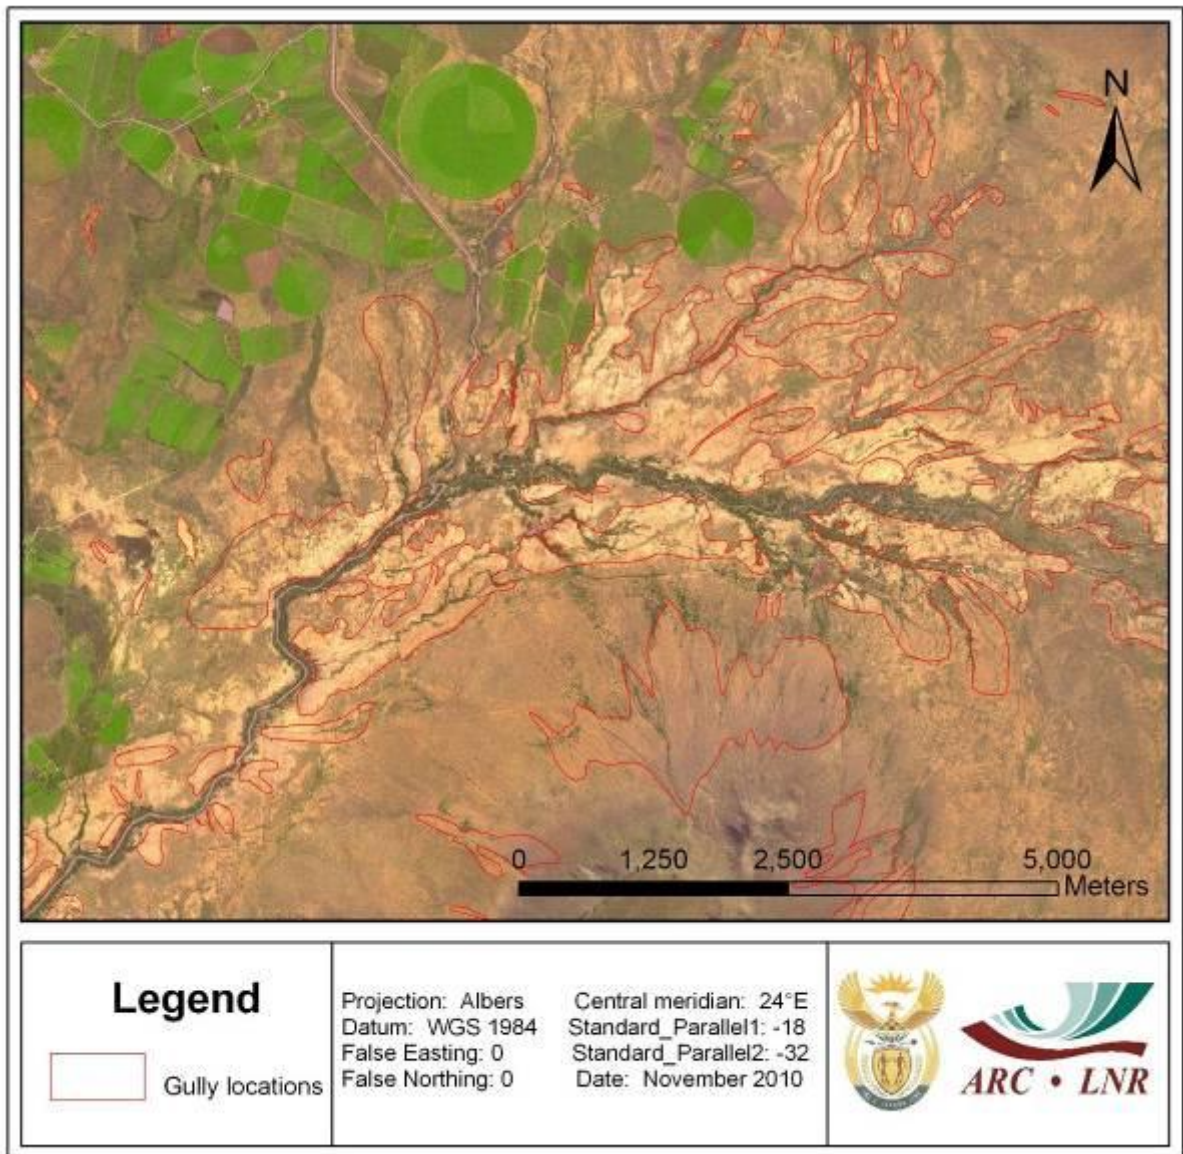 N
0 1,250 2,500 5,000
Meters
Legend
Gully locations
Projection: Albers
Datum: WGS 1984
False Easting: 0
False Northing: 0
Central meridian: 24°E
Standard_Parallel1: -18
Standard_Parallel2: -32
Date: November 2010
ARC • LNR